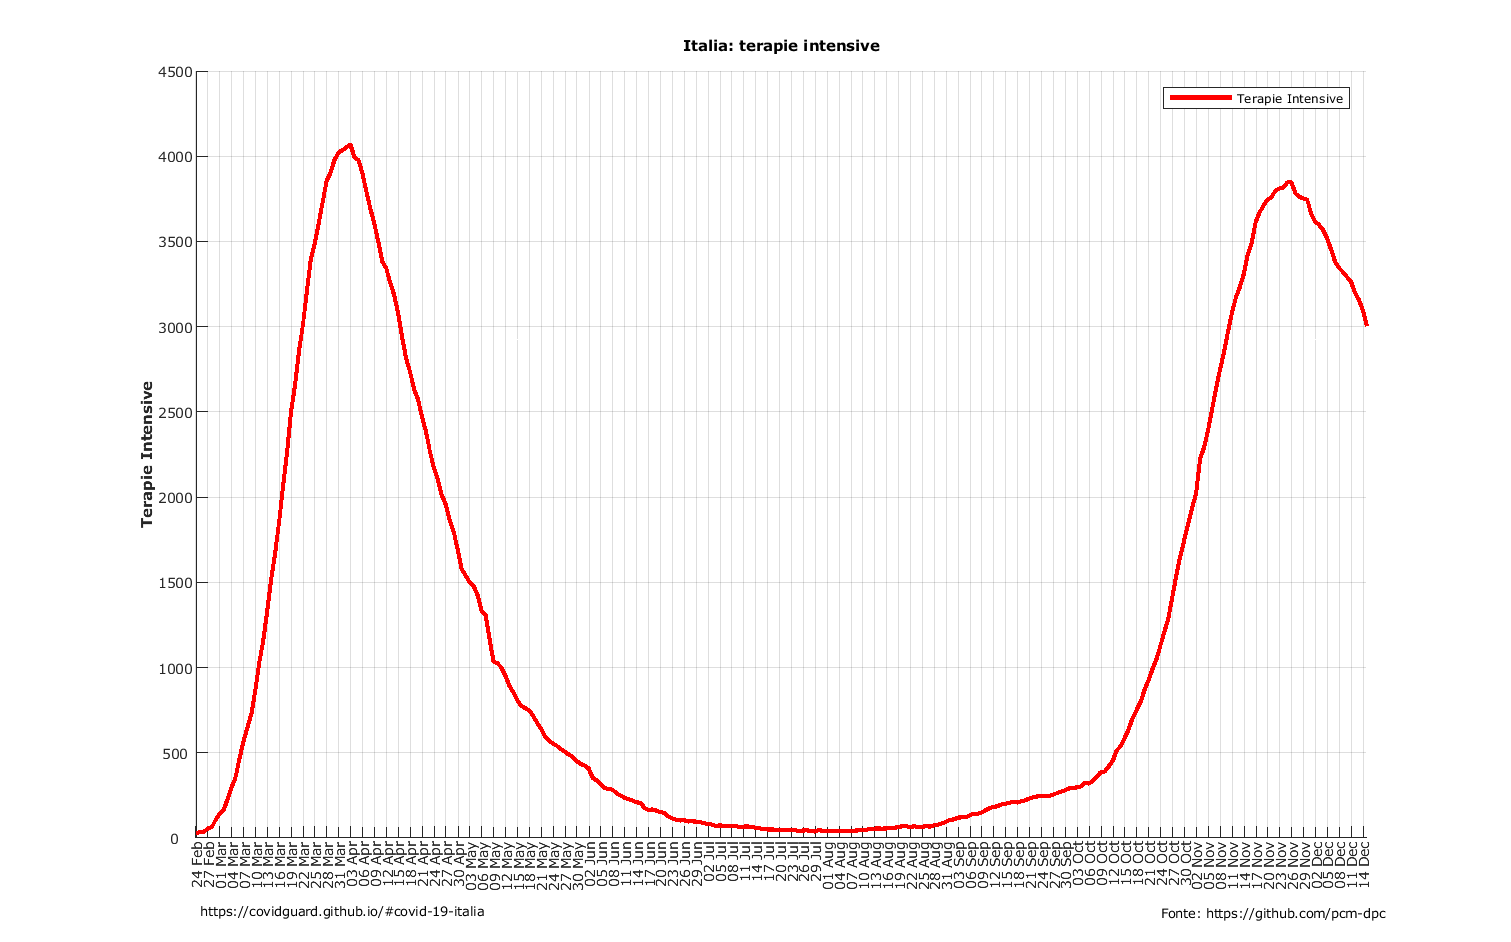 Italia: terapie intensive
Terapie Intensive
Terapie Intensive
4500
4000
3500
3000
2500
2000
1500
1000
500
0
24 Feb
27 Feb
01 Mar
04 Mar
07 Mar
10 Mar
13 Mar
16 Mar
19 Mar
22 Mar
25 Mar
28 Mar
31 Mar
03 Apr
06 Apr
09 Apr
12 Apr
15 Apr
18 Apr
21 Apr
24 Apr
27 Apr
30 Apr
03 May
06 May
09 May
12 May
15 May
18 May
21 May
24 May
27 May
30 May
02 Jun
05 Jun
08 Jun
11 Jun
14 Jun
17 Jun
20 Jun
23 Jun
26 Jun
29 Jun
02 Jul
05 Jul
08 Jul
11 Jul
14 Jul
17 Jul
20 Jul
23 Jul
26 Jul
29 Jul
01 Aug
04 Aug
07 Aug
10 Aug
13 Aug
16 Aug
19 Aug
22 Aug
25 Aug
28 Aug
31 Aug
03 Sep
06 Sep
09 Sep
12 Sep
15 Sep
18 Sep
21 Sep
24 Sep
27 Sep
30 Sep
03 Oct
06 Oct
09 Oct
12 Oct
15 Oct
18 Oct
21 Oct
24 Oct
27 Oct
30 Oct
02 Nov
05 Nov
08 Nov
11 Nov
14 Nov
17 Nov
20 Nov
23 Nov
26 Nov
29 Nov
02 Dec
05 Dec
08 Dec
11 Dec
14 Dec
https://covidguard.github.io/#covid-19-italia
Fonte: https://github.com/pcm-dpc